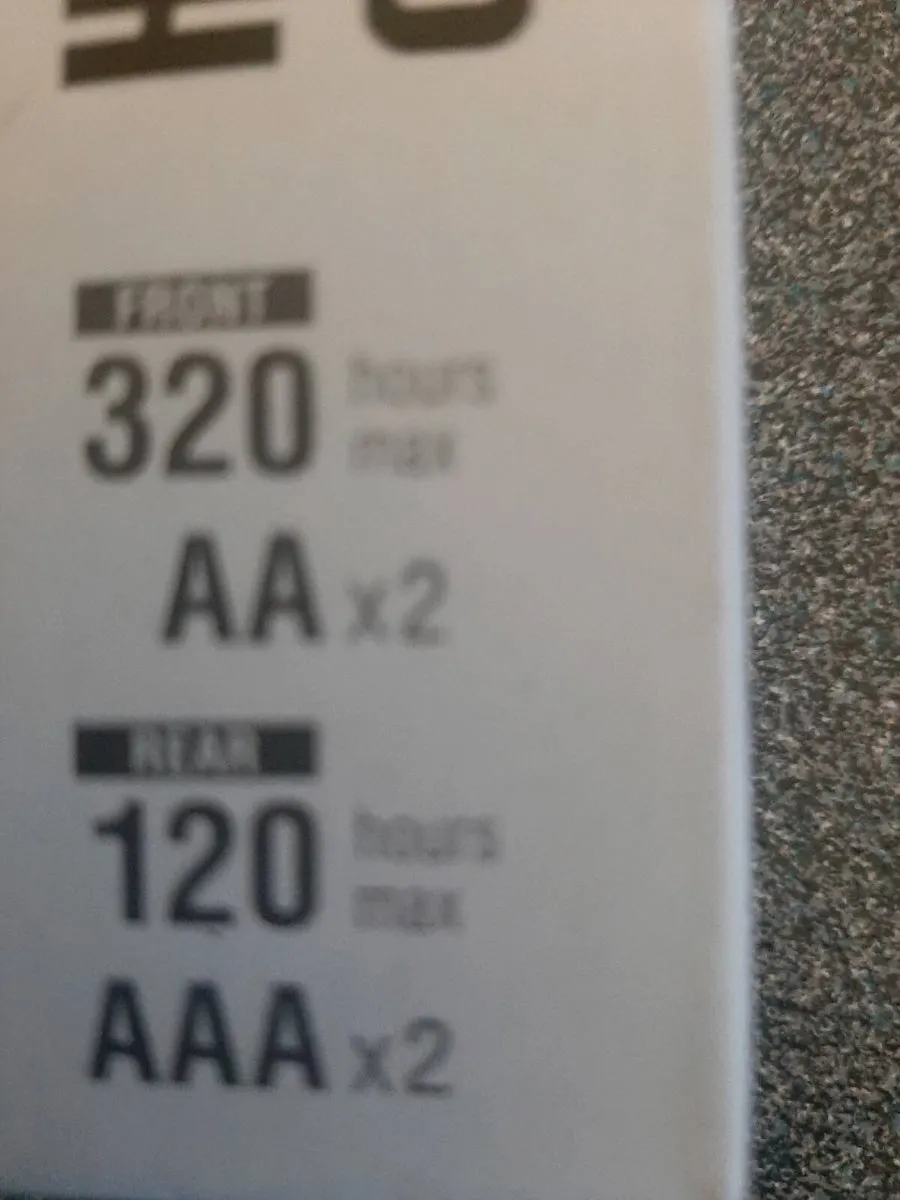 FRONT
320 hours
max
AA x2
REAR
120 hours
max
AAA x2